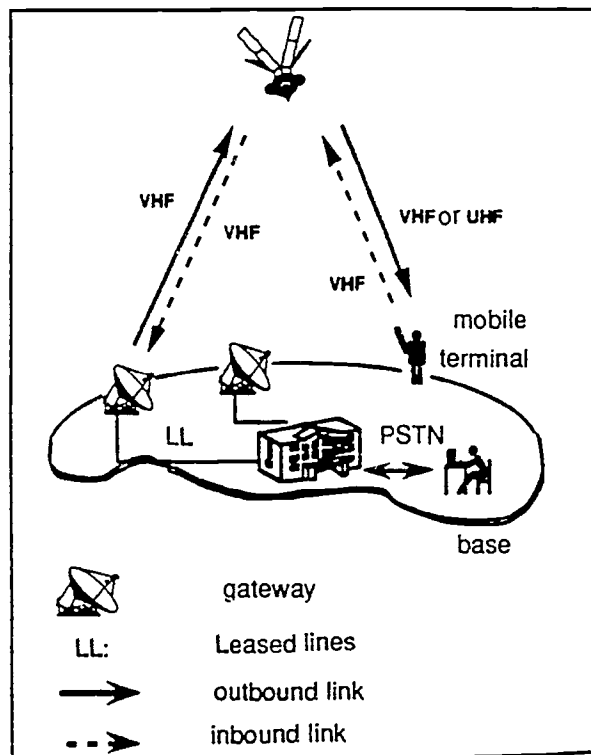 VHF
VHF
VHF or UHF
VHF
mobile
terminal
LL
PSTN
base
gateway
LL: Leased lines
outbound link
inbound link